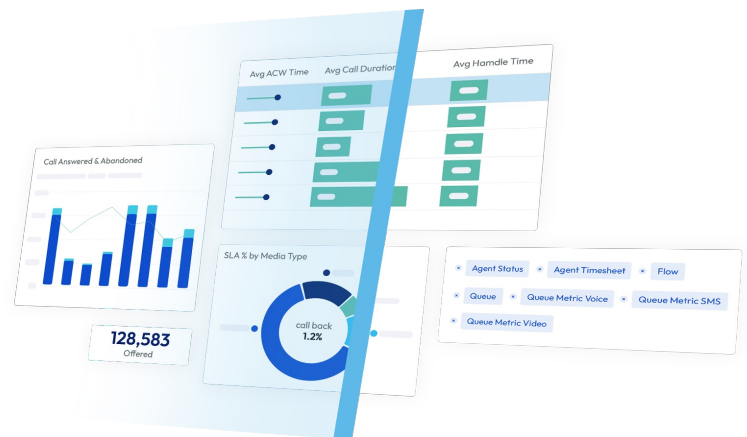 Avg ACW Time Avg Call Duration Avg Hamdle Time
Call Answered & Abandoned
SLA % by Media Type
call back
1.2%
128,583
Offered
Agent Status Agent Timesheet Flow
Queue Queue Metric Voice Queue Metric SMS
Queue Metric Video